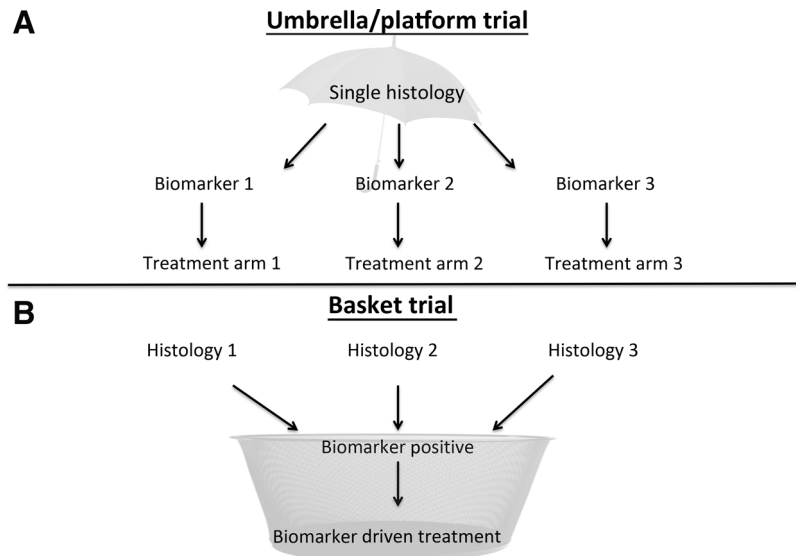 A
Umbrella/platform trial
Single histology
Biomarker 1
Biomarker 2
Biomarker 3
Treatment arm 1
Treatment arm 2
Treatment arm 3
B
Basket trial
Histology 1
Histology 2
Histology 3
Biomarker positive
Biomarker driven treatment